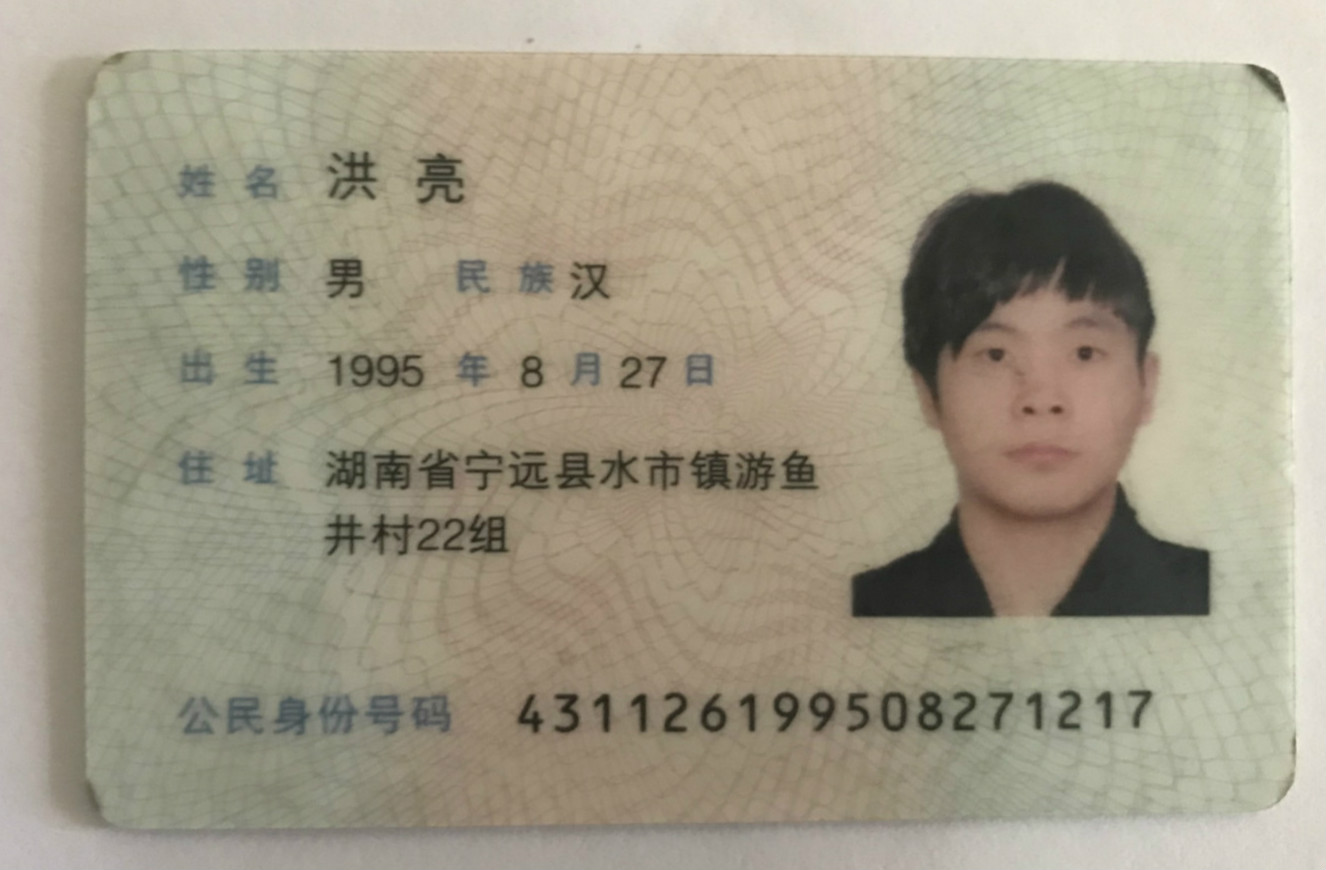 姓名 洪亮
性别 男 民族 汉
出生 1995 年 8 月 27 日
住址 湖南省宁远县水市镇游鱼
井村22组
公民身份号码 431126199508271217